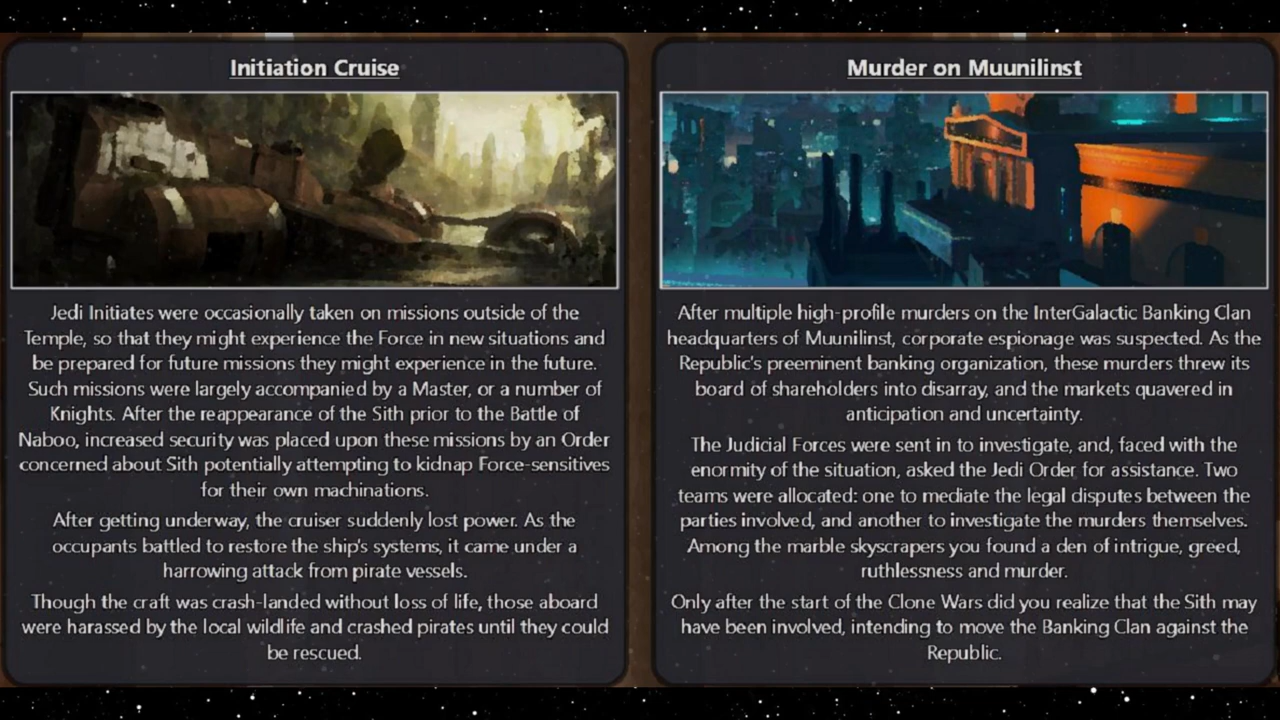 Initiation Cruise
Jedi Initiates were occasionally taken on missions outside of the
Temple, so that they might experience the Force in new situations and
be prepared for future missions they might experience in the future.
Such missions were largely accompanied by a Master, or a number of
Knights. After the reappearance of the Sith prior to the Battle of
Naboo, increased security was placed upon these missions by an Order
concerned about Sith potentially attempting to kidnap Force-sensitives
for their own machinations.
After getting underway, the cruiser suddenly lost power. As the
occupants battled to restore the ship's systems, it came under a
harrowing attack from pirate vessels.
Though the craft was crash-landed without loss of life, those aboard
were harassed by the local wildlife and crashed pirates until they could
be rescued.
Murder on Muunilinst
After multiple high-profile murders on the InterGalactic Banking Clan
headquarters of Muunilinst, corporate espionage was suspected. As the
Republic's preeminent banking organization, these murders threw its
board of shareholders into disarray, and the markets quavered in
anticipation and uncertainty.
The Judicial Forces were sent in to investigate, and, faced with the
enormity of the situation, asked the Jedi Order for assistance. Two
teams were allocated: one to mediate the legal disputes between the
parties involved, and another to investigate the murders themselves.
Among the marble skyscrapers you found a den of intrigue, greed,
ruthlessness and murder.
Only after the start of the Clone Wars did you realize that the Sith may
have been involved, intending to move the Banking Clan against the
Republic.